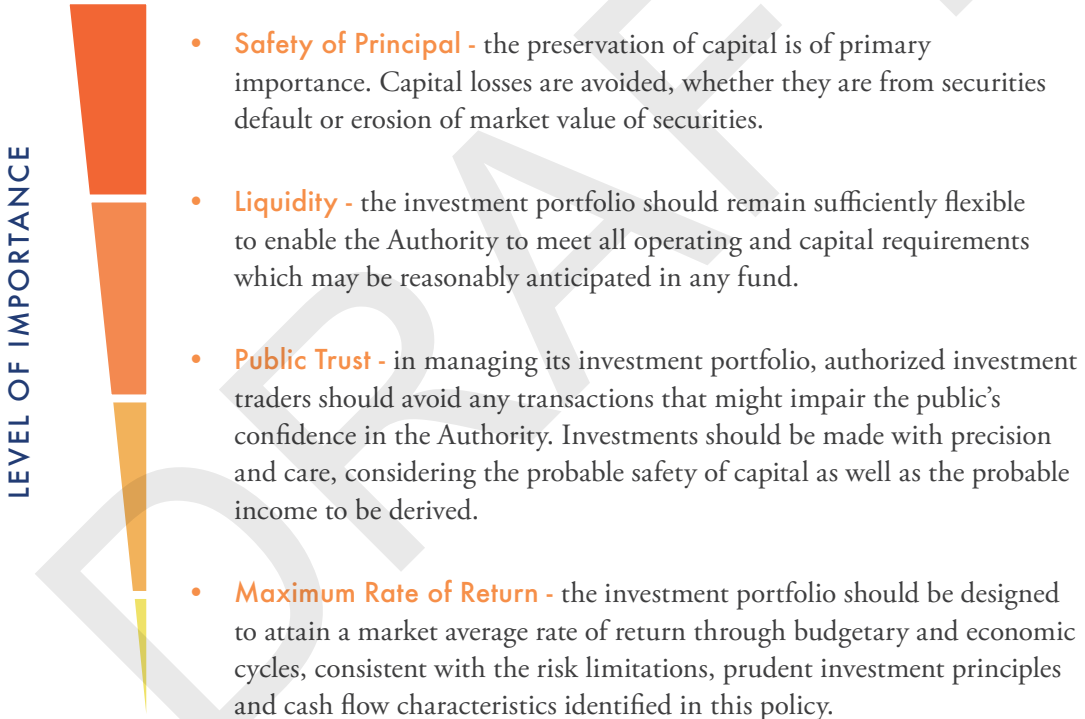 LEVEL OF IMPORTANCE
• Safety of Principal - the preservation of capital is of primary
importance. Capital losses are avoided, whether they are from securities
default or erosion of market value of securities.
• Liquidity - the investment portfolio should remain sufficiently flexible
to enable the Authority to meet all operating and capital requirements
which may be reasonably anticipated in any fund.
• Public Trust - in managing its investment portfolio, authorized investment
traders should avoid any transactions that might impair the public's
confidence in the Authority. Investments should be made with precision
and care, considering the probable safety of capital as well as the probable
income to be derived.
• Maximum Rate of Return - the investment portfolio should be designed
to attain a market average rate of return through budgetary and economic
cycles, consistent with the risk limitations, prudent investment principles
and cash flow characteristics identified in this policy.
DRAF